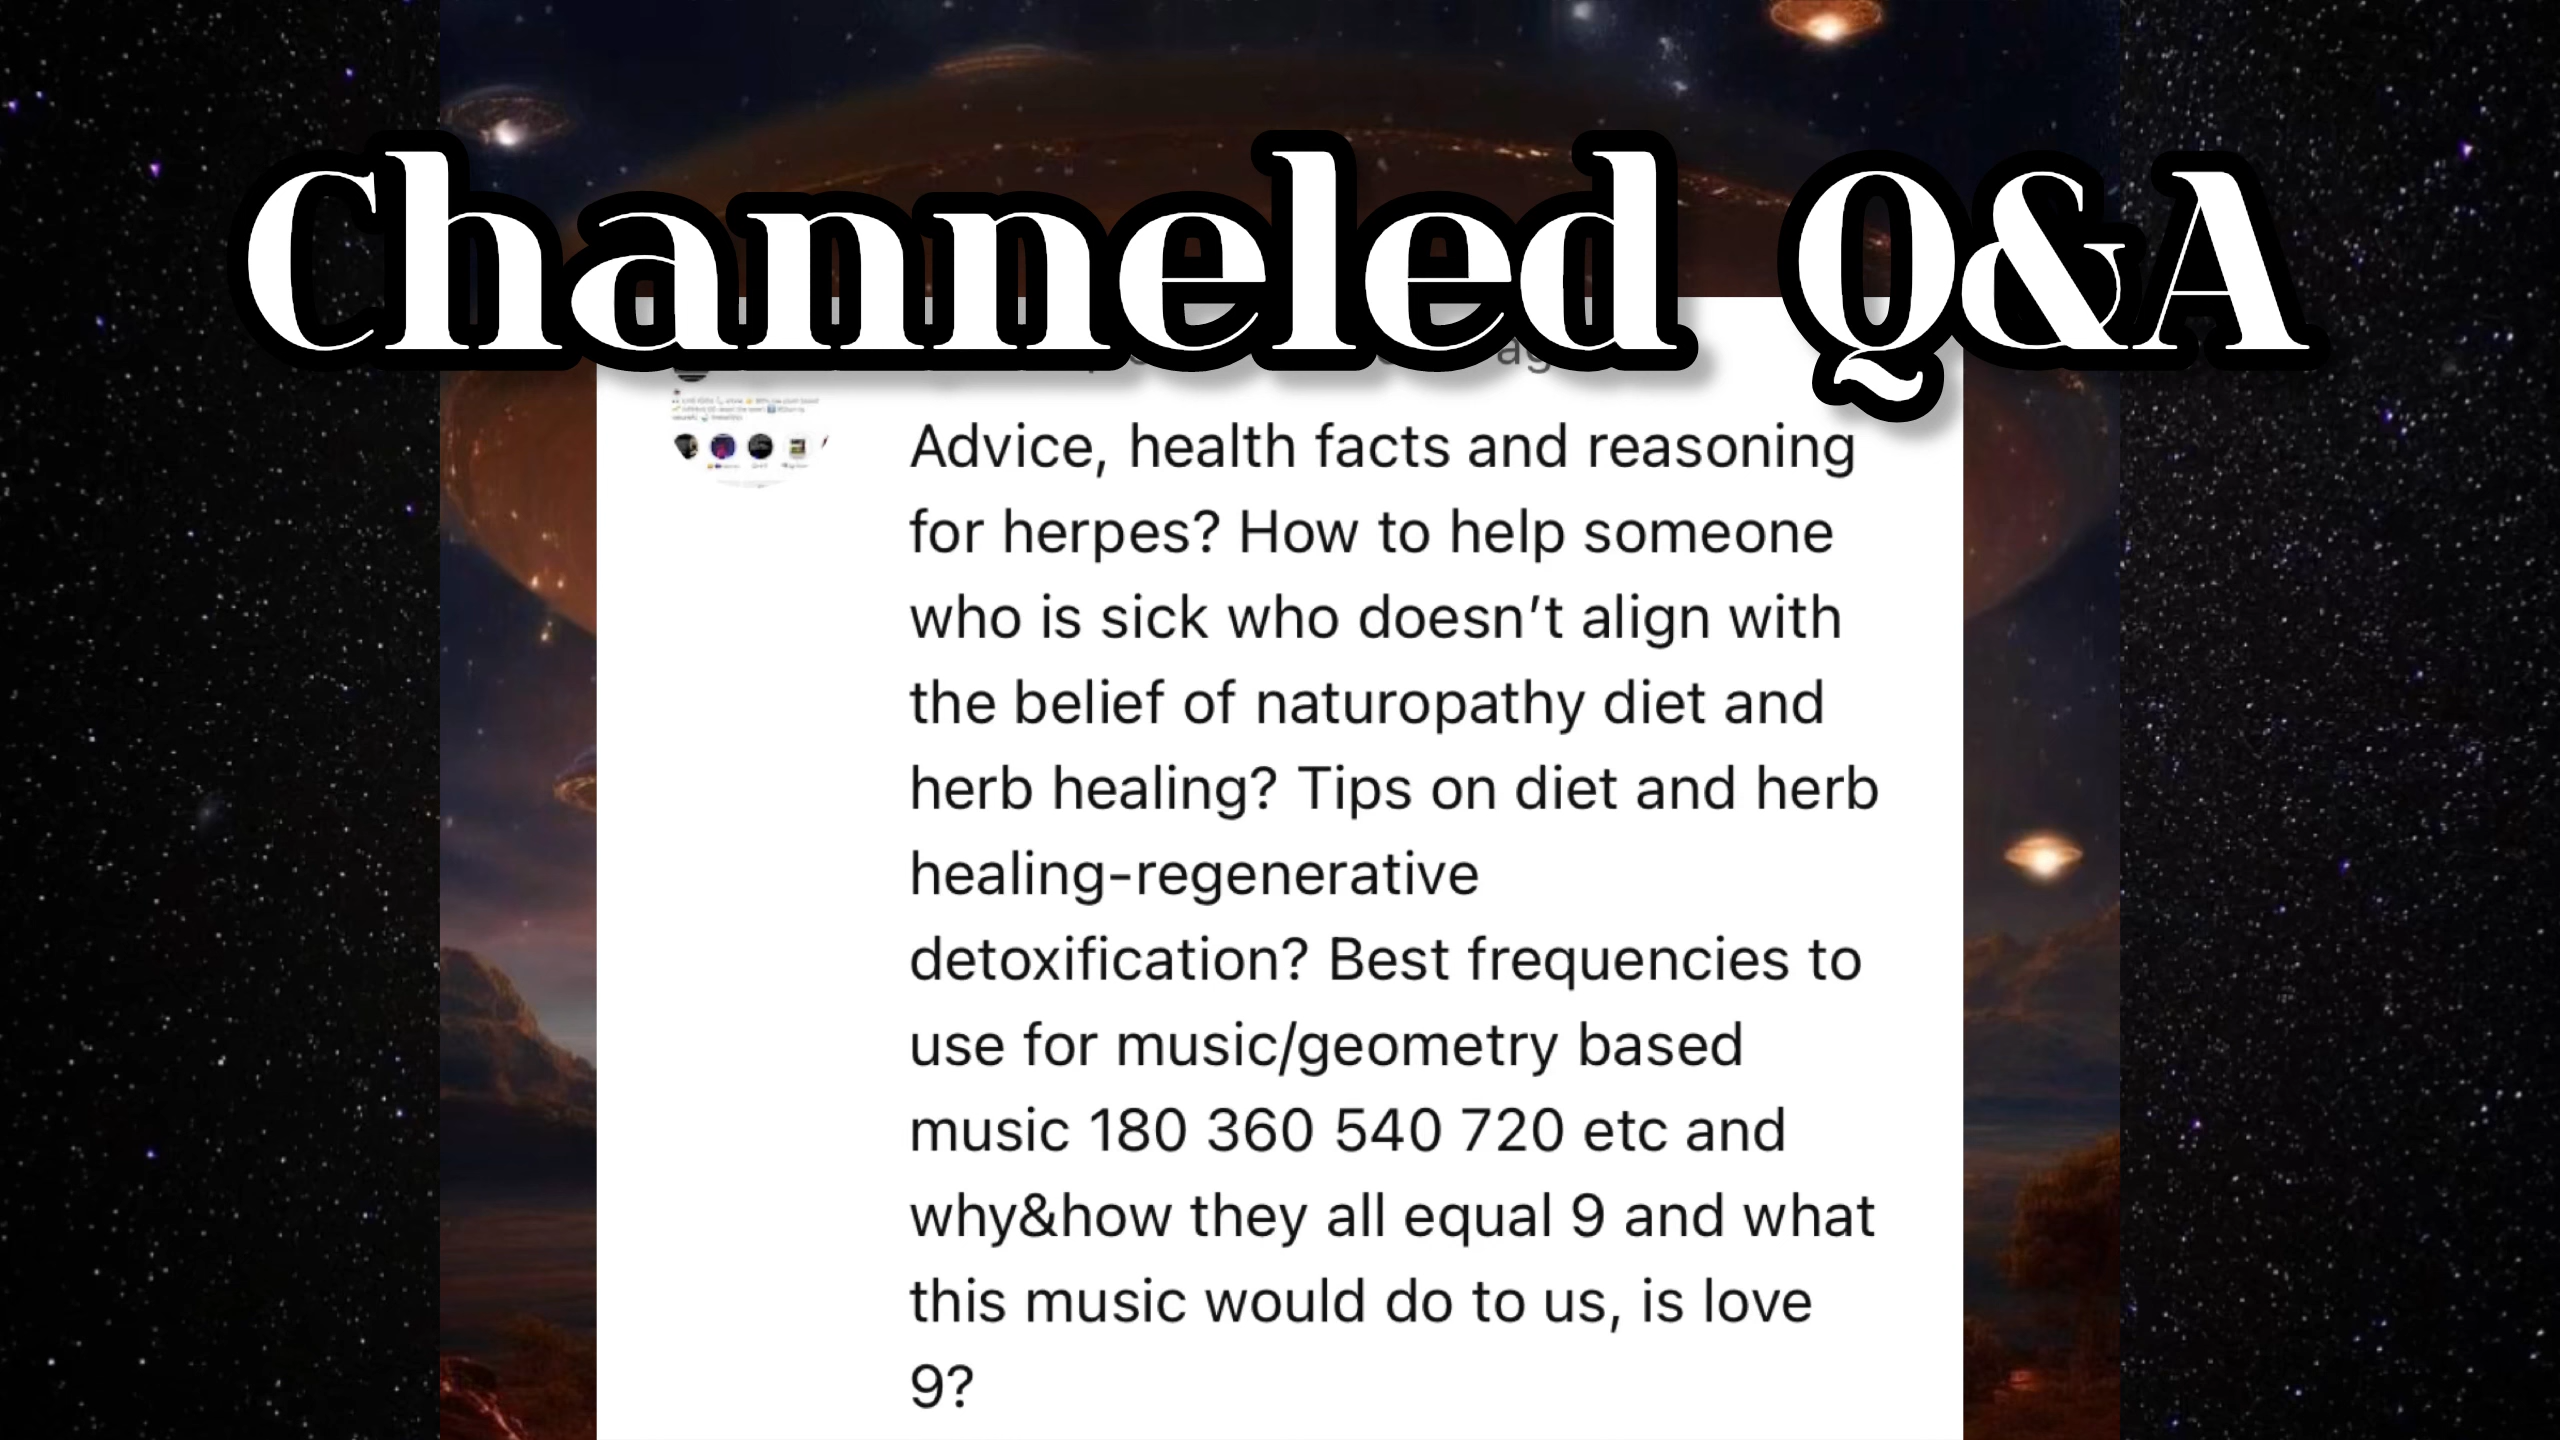 Channeled Q&A
Advice, health facts and reasoning
for herpes? How to help someone
who is sick who doesn’t align with
the belief of naturopathy diet and
herb healing? Tips on diet and herb
healing-regenerative
detoxification? Best frequencies to
use for music/geometry based
music 180 360 540 720 etc and
why&how they all equal 9 and what
this music would do to us, is love
9?